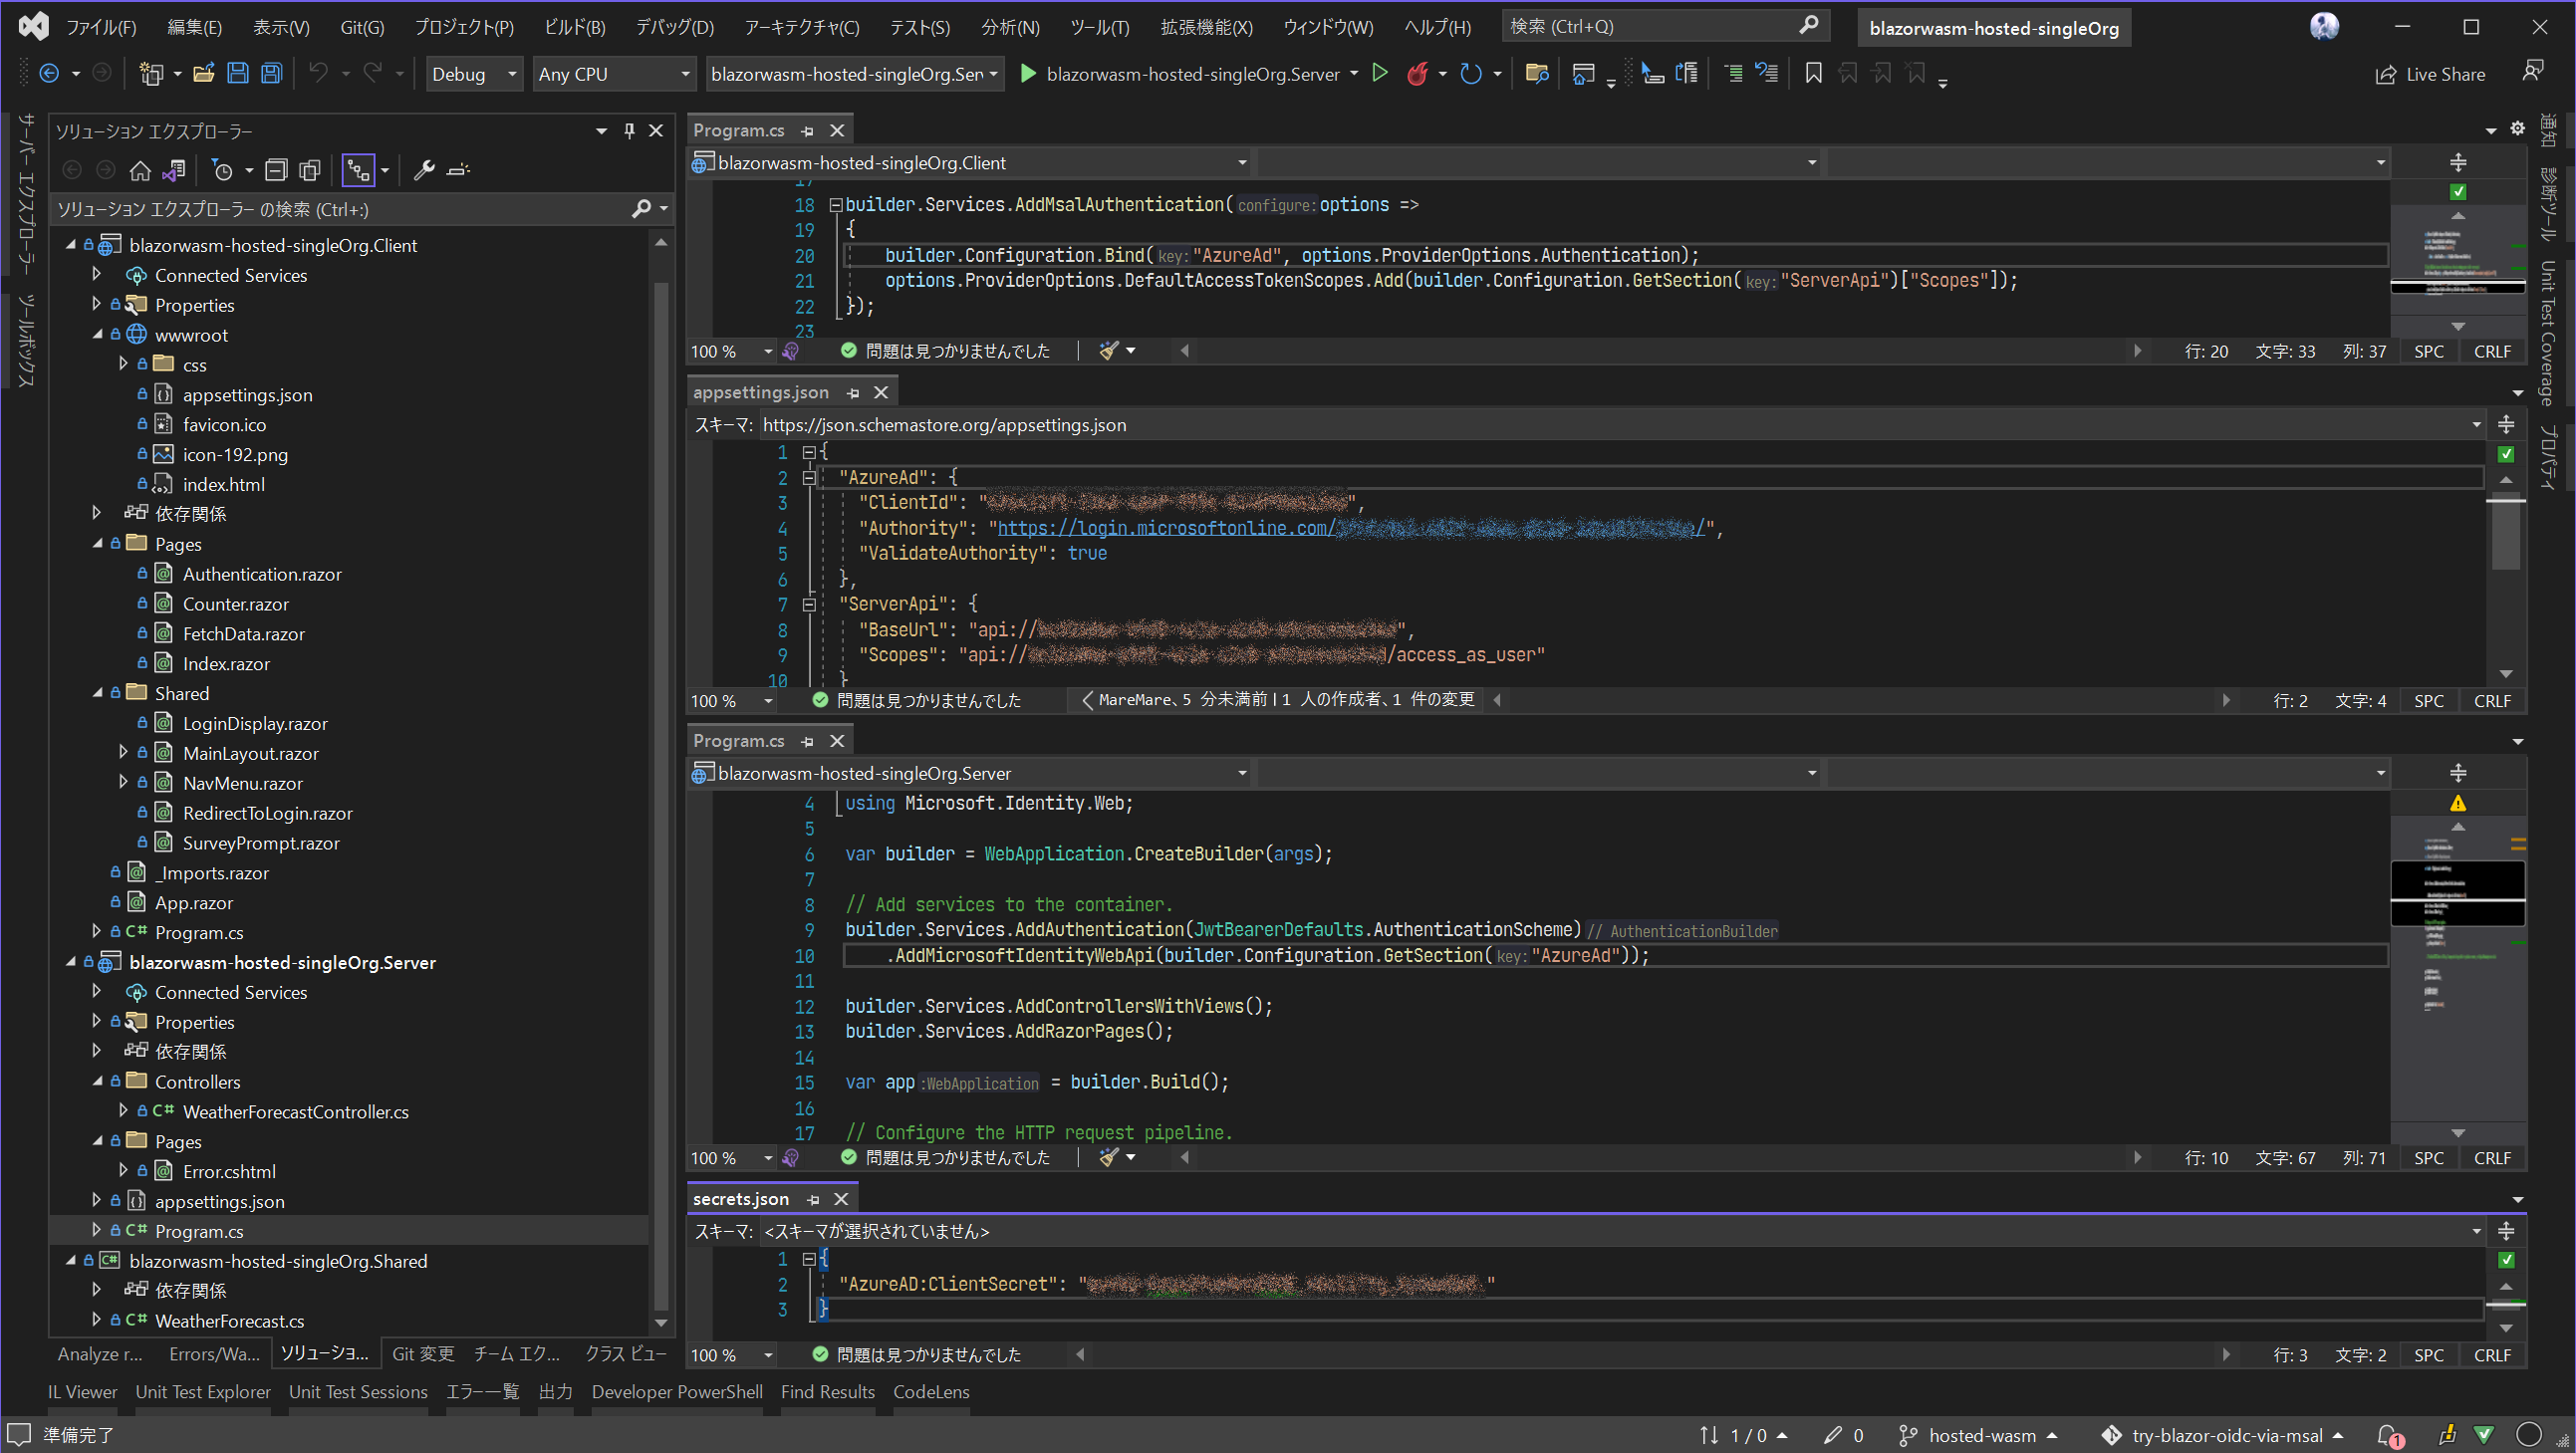 ファイル(F) 編集(E) 表示(V) Git(G) プロジェクト(P) ビルド(B) デバッグ(D) アーキテクチャ(C) テスト(S) 分析(N) ツール(T) 拡張機能(X) ウィンドウ(W) ヘルプ(H) 検索 (Ctrl+Q) blazorwasm-hosted-singleOrg
Debug Any CPU blazorwasm-hosted-singleOrg.Ser blazorwasm-hosted-singleOrg.Server Live Share
サーバー エクスプローラー
ツールボックス
ソリューション エクスプローラー
ソリューション エクスプローラー の検索 (Ctrl+:)
blazorwasm-hosted-singleOrg.Client
Connected Services
Properties
wwwroot
css
appsettings.json
favicon.ico
icon-192.png
index.html
依存関係
Pages
Authentication.razor
Counter.razor
FetchData.razor
Index.razor
Shared
LoginDisplay.razor
MainLayout.razor
NavMenu.razor
RedirectToLogin.razor
SurveyPrompt.razor
_Imports.razor
App.razor
C# Program.cs
blazorwasm-hosted-singleOrg.Server
Connected Services
Properties
依存関係
Controllers
C# WeatherForecastController.cs
Pages
Error.cshtml
appsettings.json
C# Program.cs
C# blazorwasm-hosted-singleOrg.Shared
依存関係
C# WeatherForecast.cs
Analyze r... Errors/Wa... ソリューショ... Git 変更 チーム エク... クラス ビュー
Program.cs
blazorwasm-hosted-singleOrg.Client
17
18 builder.Services.AddMsalAuthentication(configure:options =>
19 {
20 builder.Configuration.Bind(key:"AzureAd", options.ProviderOptions.Authentication);
21 options.ProviderOptions.DefaultAccessTokenScopes.Add(builder.Configuration.GetSection(key:"ServerApi")["Scopes"]);
22 });
23
100 % 問題は見つかりませんでした 行: 20 文字: 33 列: 37 SPC CRLF
appsettings.json
スキーマ: https://json.schemastore.org/appsettings.json
1 {
2 "AzureAd": {
3 "ClientId": "",
4 "Authority": "https://login.microsoftonline.com/ /",
5 "ValidateAuthority": true
6 },
7 "ServerApi": {
8 "BaseUrl": "api:// ",
9 "Scopes": "api:// /access_as_user"
10 }
100 % 問題は見つかりませんでした MareMare、5 分未満前 | 1 人の作成者、1 件の変更 行: 2 文字: 4 SPC CRLF
Program.cs
blazorwasm-hosted-singleOrg.Server
4 using Microsoft.Identity.Web;
5
6 var builder = WebApplication.CreateBuilder(args);
7
8 // Add services to the container.
9 builder.Services.AddAuthentication(JwtBearerDefaults.AuthenticationScheme) // AuthenticationBuilder
10 .AddMicrosoftIdentityWebApi(builder.Configuration.GetSection(key:"AzureAd"));
11
12 builder.Services.AddControllersWithViews();
13 builder.Services.AddRazorPages();
14
15 var app:WebApplication = builder.Build();
16
17 // Configure the HTTP request pipeline.
100 % 問題は見つかりませんでした 行: 10 文字: 67 列: 71 SPC CRLF
secrets.json
スキーマ: <スキーマが選択されていません>
1 {
2 "AzureAD:ClientSecret": " "
3 }
100 % 問題は見つかりませんでした 行: 3 文字: 2 SPC CRLF
通知
診断ツール
Unit Test Coverage
プロパティ
IL Viewer Unit Test Explorer Unit Test Sessions エラー一覧 出力 Developer PowerShell Find Results CodeLens
準備完了 1 / 0 0 hosted-wasm try-blazor-oidc-via-msal 1